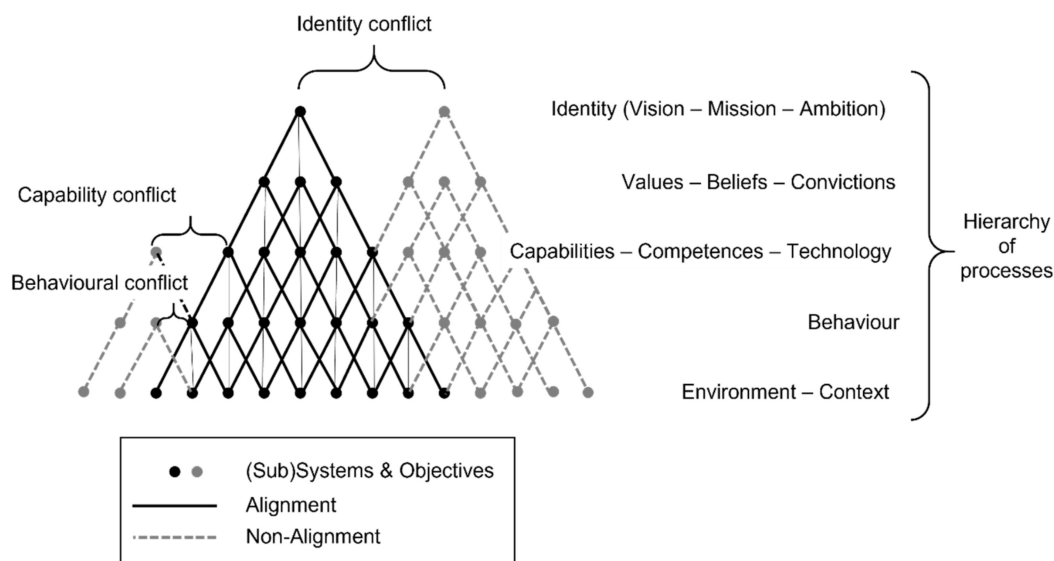 Identity conflict
Identity (Vision – Mission – Ambition)
Values – Beliefs – Convictions
Capability conflict
Hierarchy
of
processes
Capabilities – Competences – Technology
Behavioural conflict
Behaviour
Environment – Context
(Sub)Systems & Objectives
Alignment
Non-Alignment